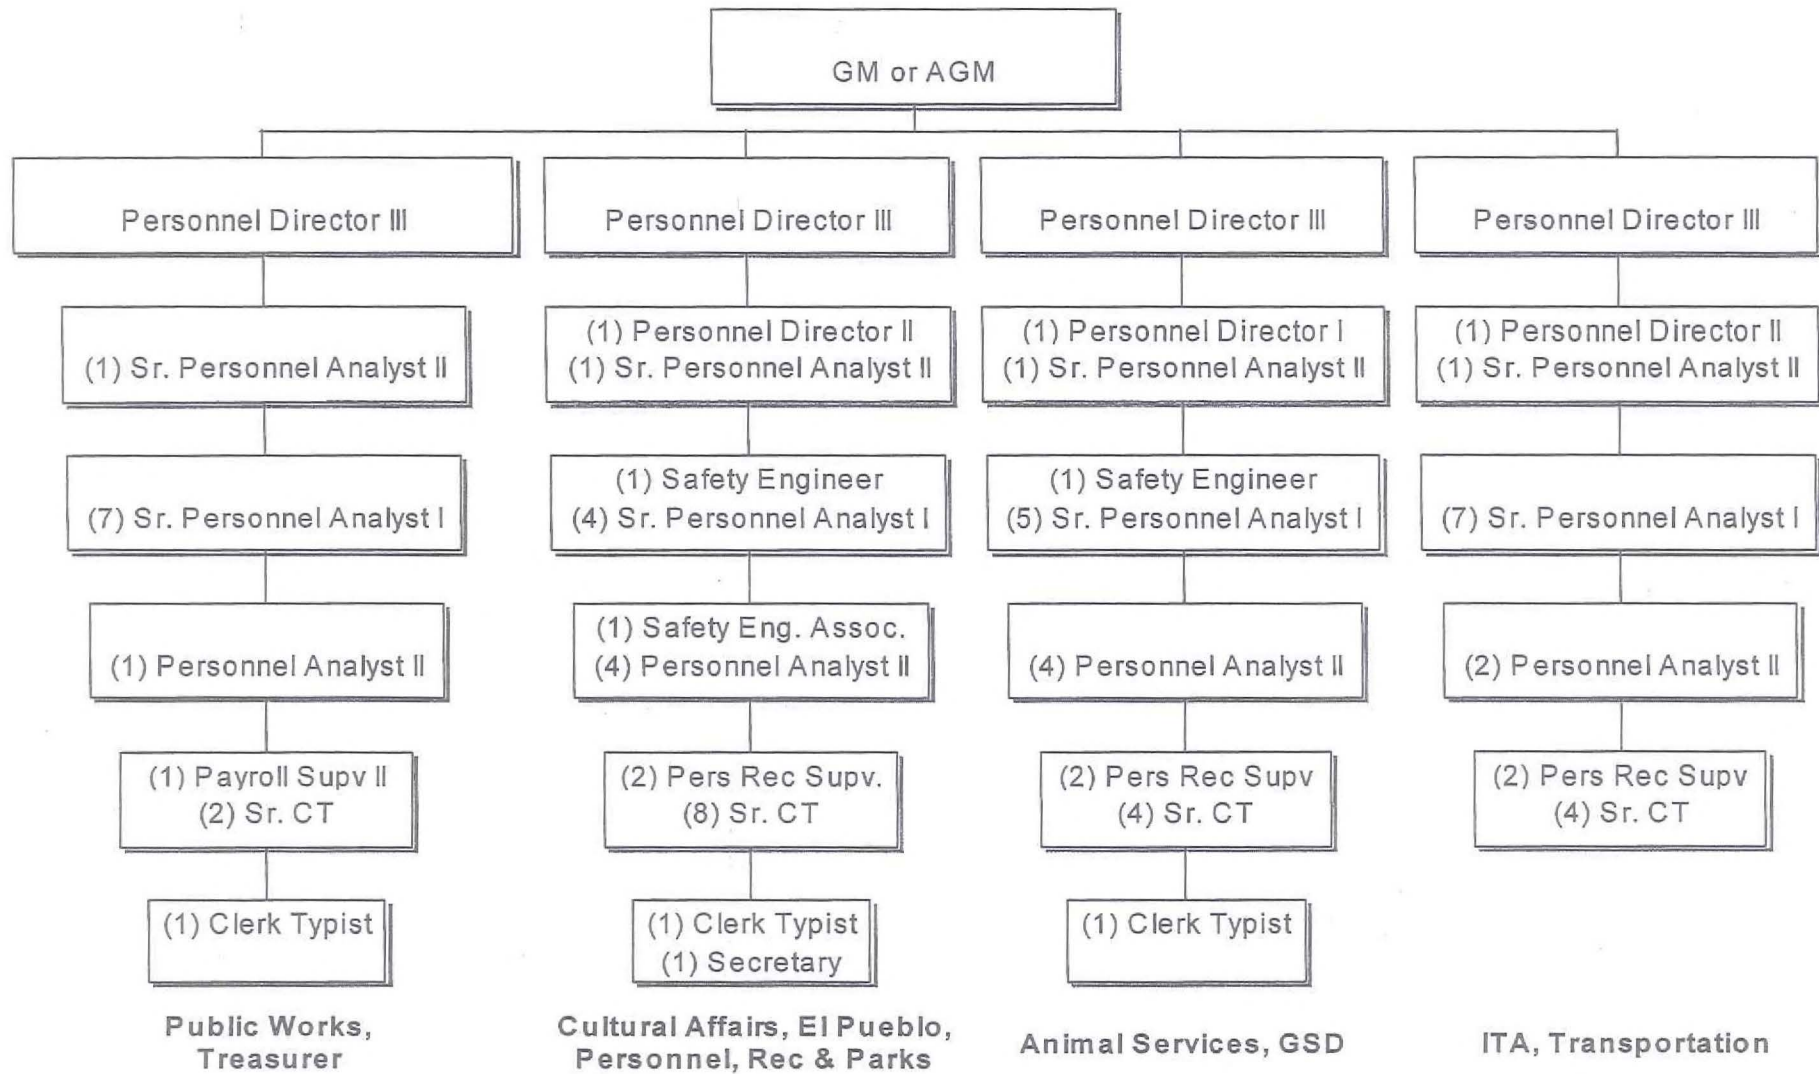 GM or AGM
Personnel Director III
Personnel Director III
Personnel Director III
Personnel Director III
(1) Sr. Personnel Analyst II
(1) Personnel Director II
(1) Sr. Personnel Analyst II
(1) Personnel Director I
(1) Sr. Personnel Analyst II
(1) Personnel Director II
(1) Sr. Personnel Analyst II
(7) Sr. Personnel Analyst I
(1) Safety Engineer
(4) Sr. Personnel Analyst I
(1) Safety Engineer
(5) Sr. Personnel Analyst I
(7) Sr. Personnel Analyst I
(1) Personnel Analyst II
(1) Safety Eng. Assoc.
(4) Personnel Analyst II
(4) Personnel Analyst II
(2) Personnel Analyst II
(1) Payroll Supv II
(2) Sr. CT
(2) Pers Rec Supv.
(8) Sr. CT
(2) Pers Rec Supv
(4) Sr. CT
(2) Pers Rec Supv
(4) Sr. CT
(1) Clerk Typist
(1) Clerk Typist
(1) Secretary
(1) Clerk Typist
Public Works,
Treasurer
Cultural Affairs, El Pueblo,
Personnel, Rec & Parks
Animal Services, GSD
ITA, Transportation